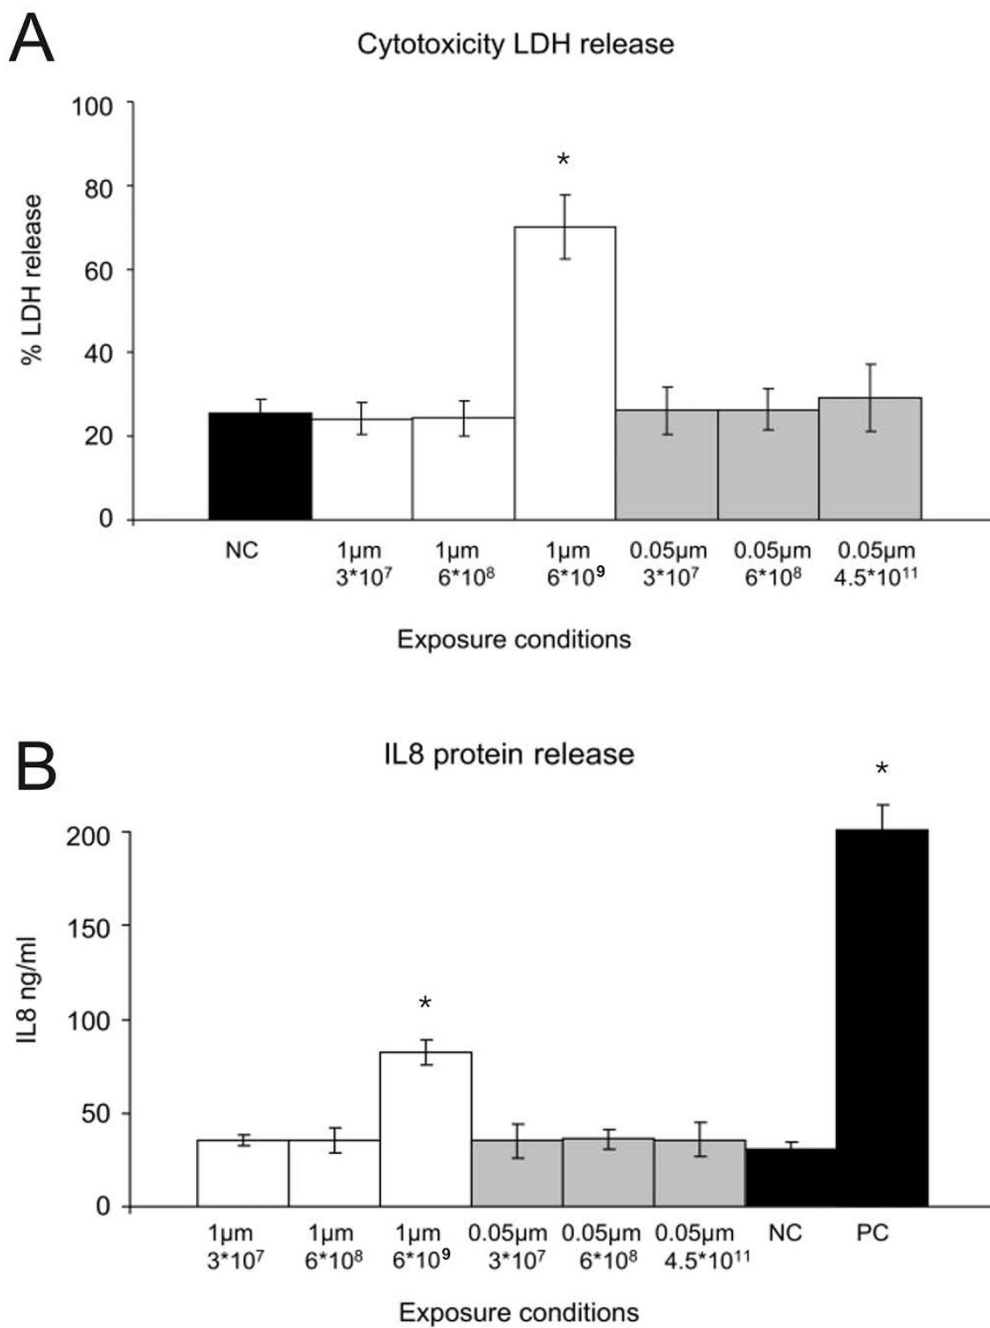 A
Cytotoxicity LDH release
100
80
60
40
20
0
% LDH release
*
NC 1µm 1µm 1µm 0.05µm 0.05µm 0.05µm
3*10⁷ 6*10⁸ 6*10⁹ 3*10⁷ 6*10⁸ 4.5*10¹¹
Exposure conditions
B
IL8 protein release
200
150
100
50
0
IL8 ng/ml
*
*
1µm 1µm 1µm 0.05µm 0.05µm 0.05µm NC PC
3*10⁷ 6*10⁸ 6*10⁹ 3*10⁷ 6*10⁸ 4.5*10¹¹
Exposure conditions